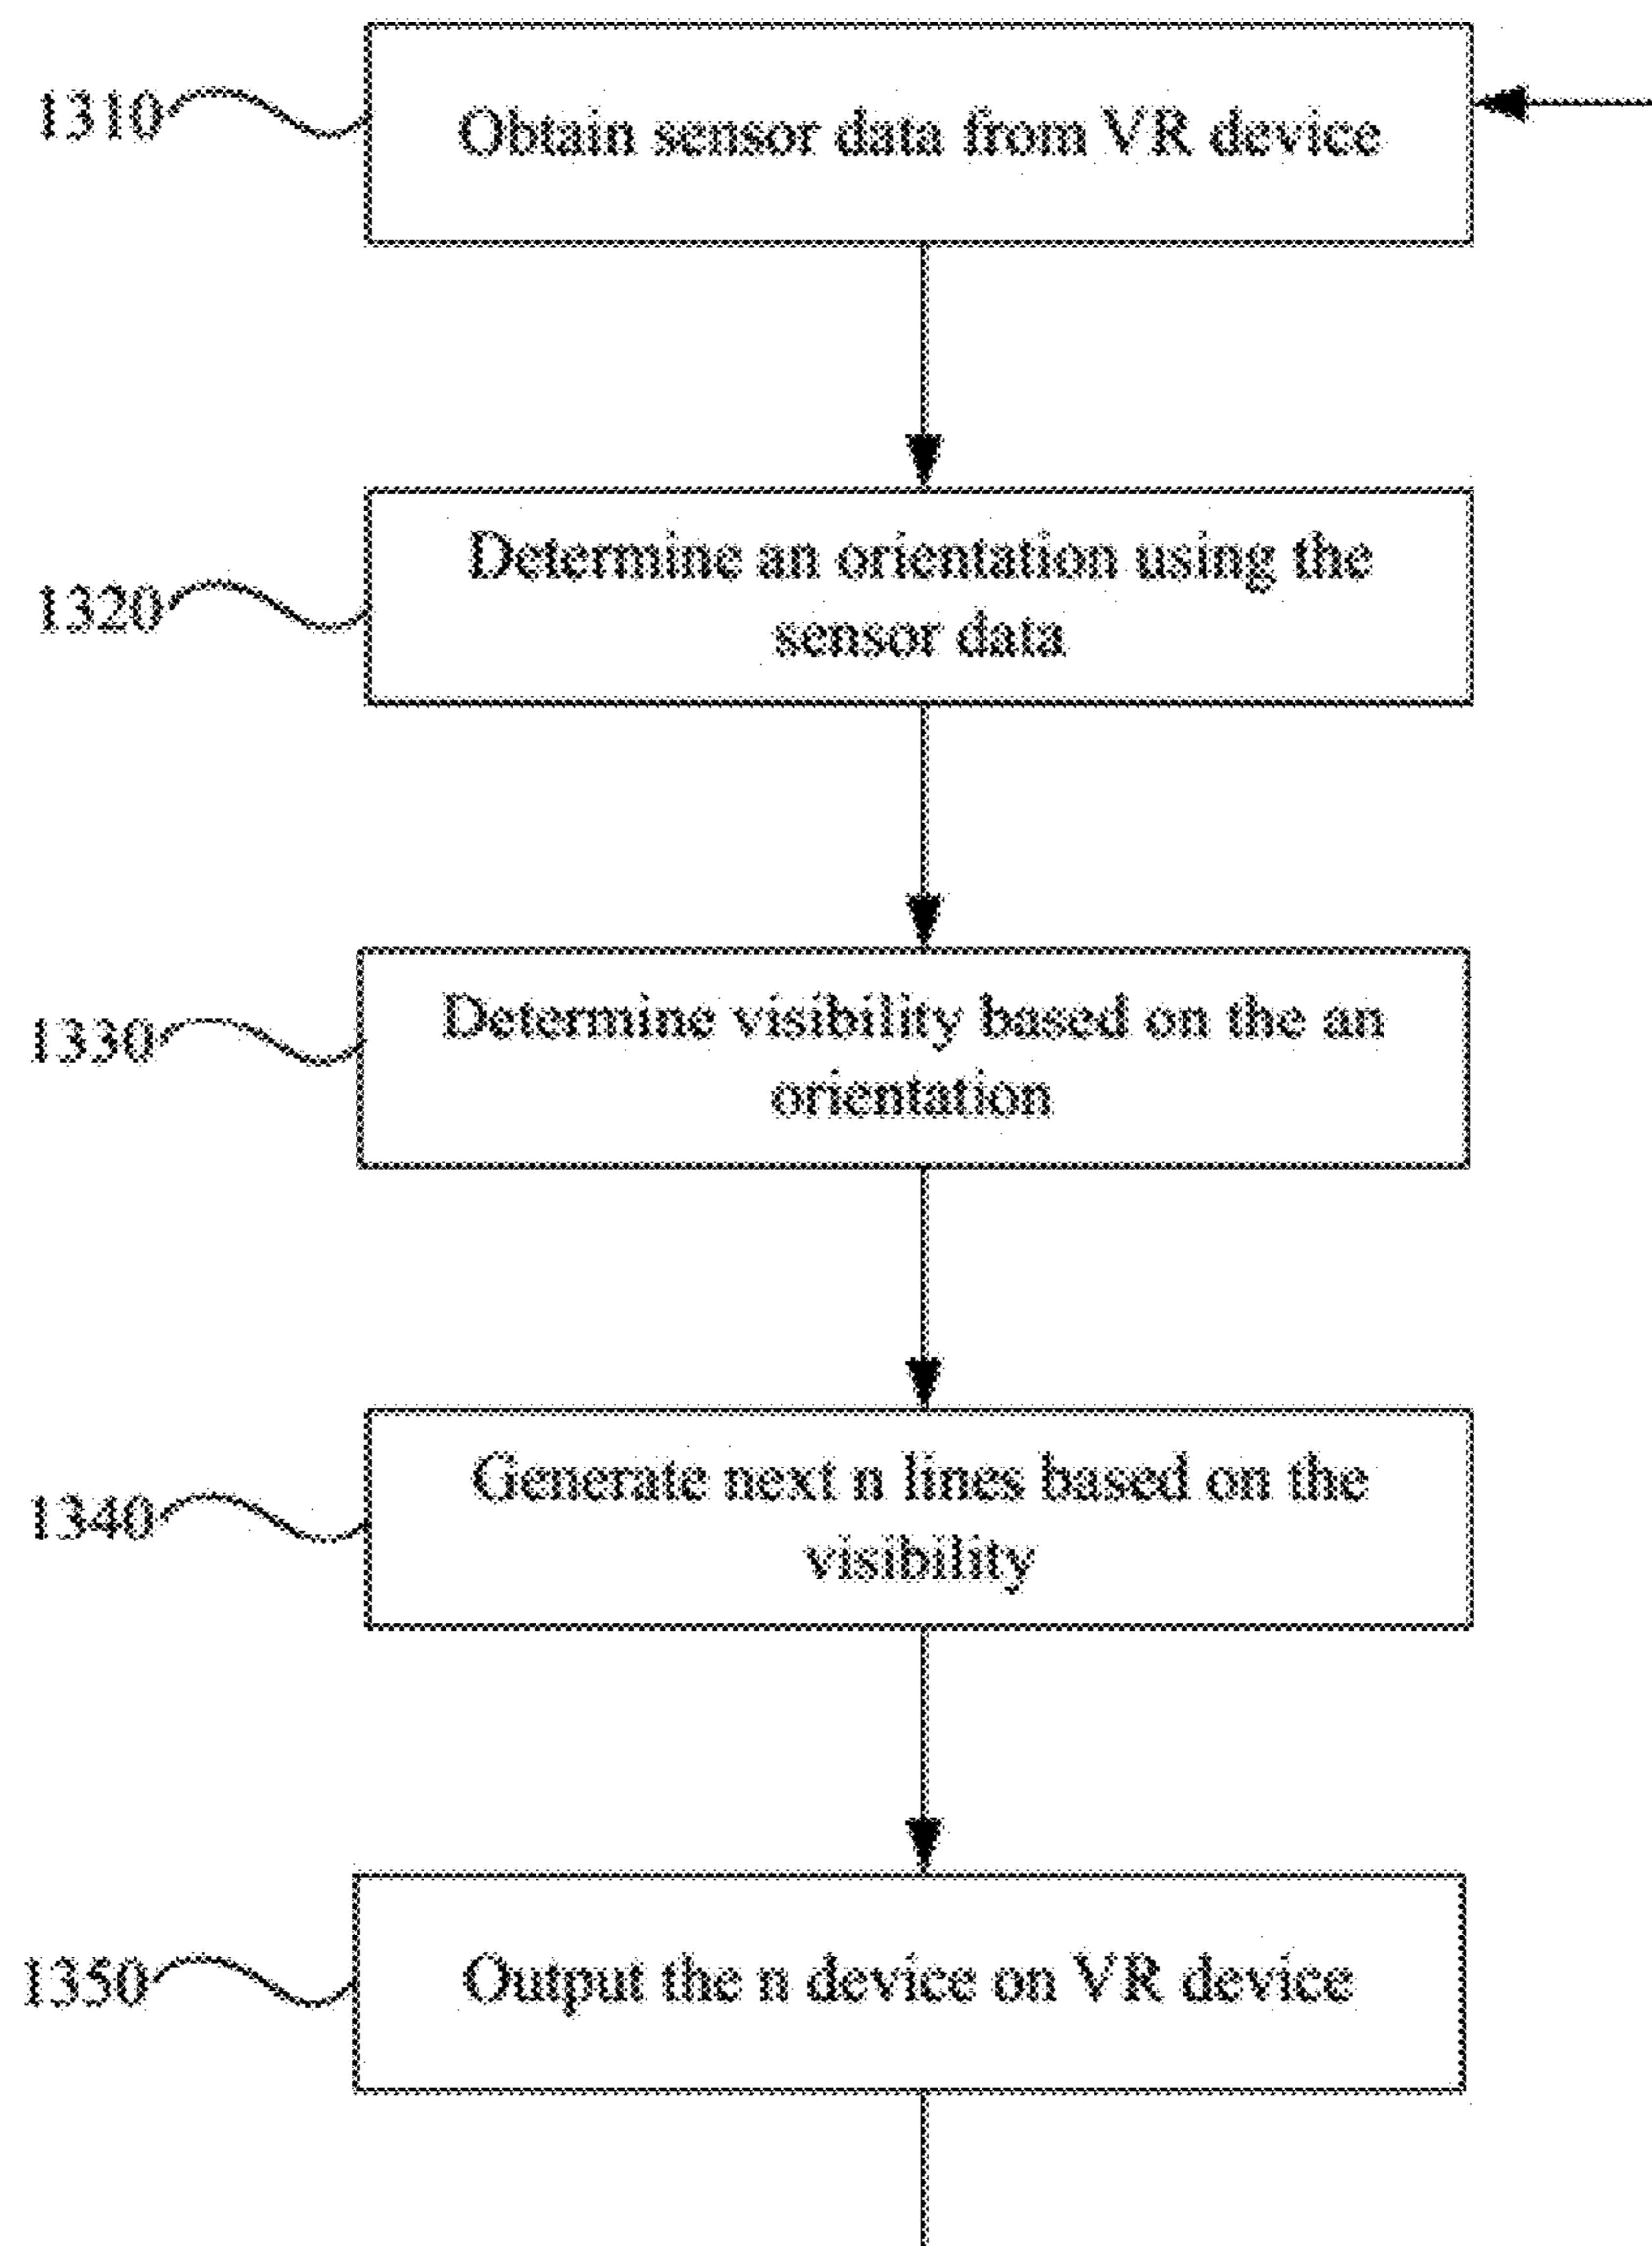 1310
Obtain sensor data from VR device
1320
Determine an orientation using the
sensor data
1330
Determine visibility based on the an
orientation
1340
Generate next n lines based on the
visibility
1350
Output the n device on VR device